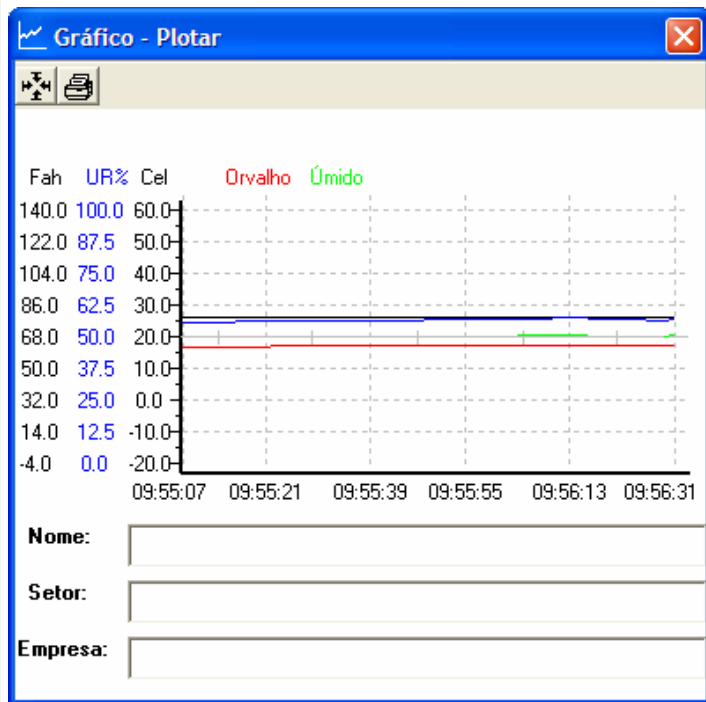 Gráfico - Plotar
Fah UR% Cel Orvalho Úmido
140.0 100.0 60.0
122.0 87.5 50.0
104.0 75.0 40.0
86.0 62.5 30.0
68.0 50.0 20.0
50.0 37.5 10.0
32.0 25.0 0.0
14.0 12.5 -10.0
-4.0 0.0 -20.0
09:55:07 09:55:21 09:55:39 09:55:55 09:56:13 09:56:31
Nome:
Setor:
Empresa: